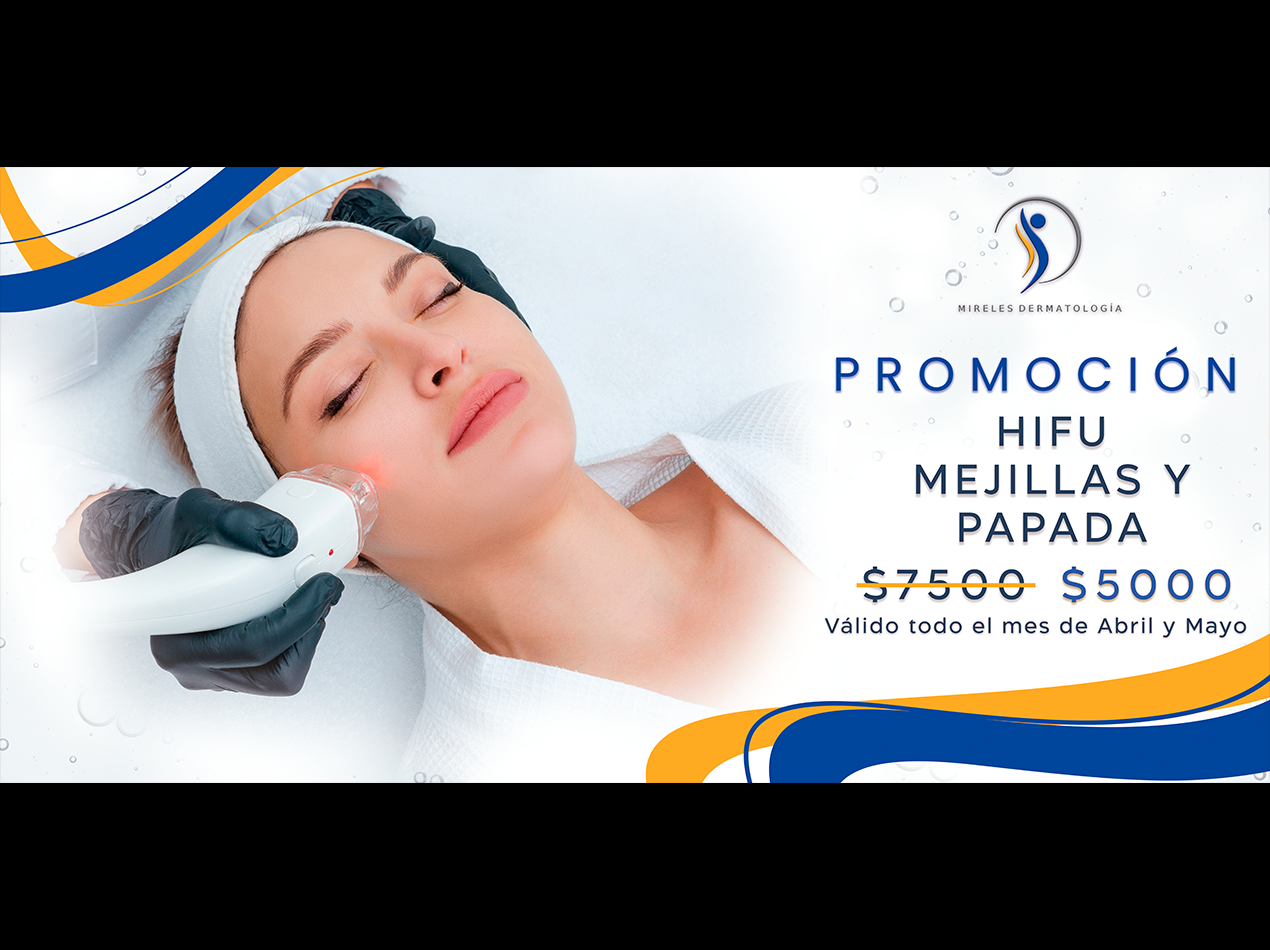 MIRELES DERMATOLOGÍA
PROMOCIÓN
HIFU
MEJILLAS Y
PAPADA
$7500 $5000
Válido todo el mes de Abril y Mayo